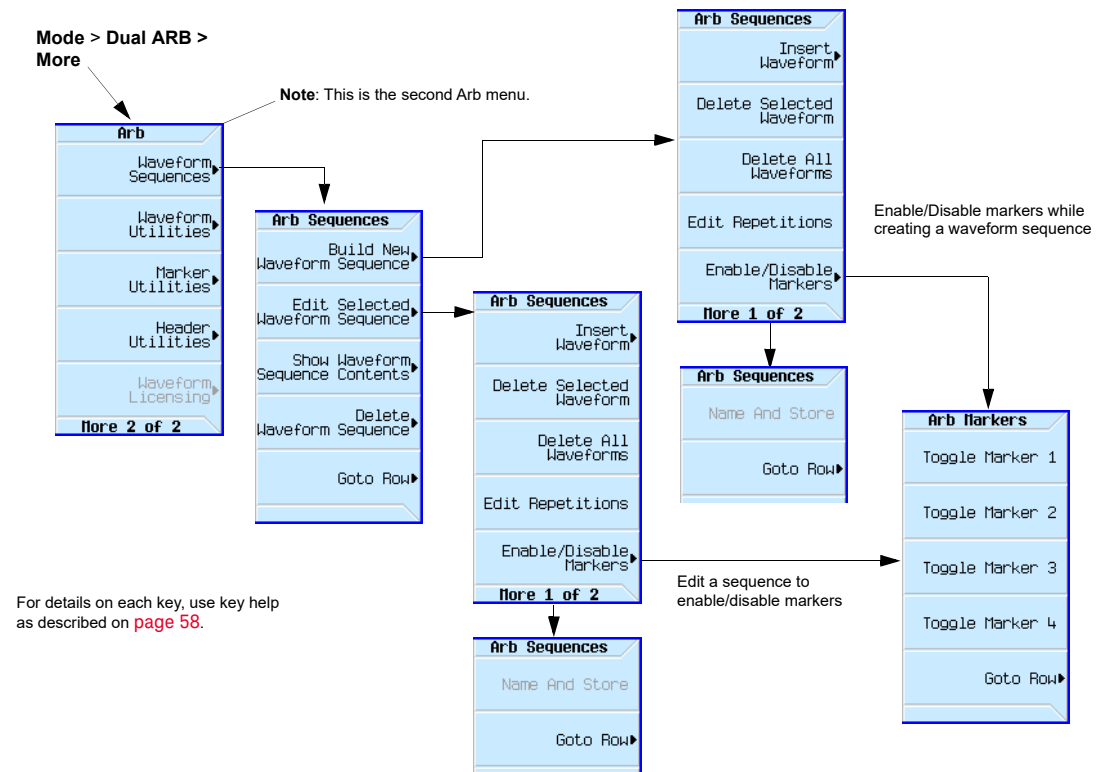 Mode > Dual ARB >
More
Note: This is the second Arb menu.
Arb
Waveform
Sequences
Waveform
Utilities
Marker
Utilities
Header
Utilities
Waveform
Licensing
More 2 of 2
Arb Sequences
Build New
Waveform Sequence
Edit Selected
Waveform Sequence
Show Waveform
Sequence Contents
Delete
Waveform Sequence
Goto Row
Arb Sequences
Insert
Waveform
Delete Selected
Waveform
Delete All
Waveforms
Edit Repetitions
Enable/Disable
Markers
More 1 of 2
Arb Sequences
Name And Store
Goto Row
Arb Sequences
Insert
Waveform
Delete Selected
Waveform
Delete All
Waveforms
Edit Repetitions
Enable/Disable
Markers
More 1 of 2
Arb Sequences
Name And Store
Goto Row
Enable/Disable markers while
creating a waveform sequence
Edit a sequence to
enable/disable markers
Arb Markers
Toggle Marker 1
Toggle Marker 2
Toggle Marker 3
Toggle Marker 4
Goto Row
For details on each key, use key help
as described on page 58.